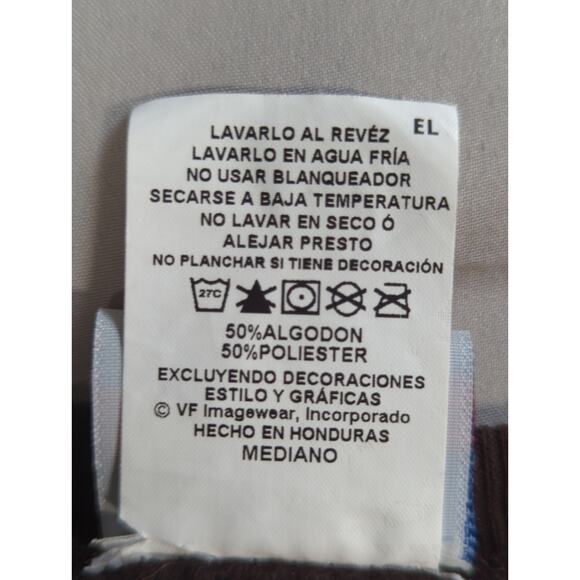 EL
LAVARLO AL REVÉZ
LAVARLO EN AGUA FRÍA
NO USAR BLANQUEADOR
SECARSE A BAJA TEMPERATURA
NO LAVAR EN SECO Ó
ALEJAR PRESTO
NO PLANCHAR SI TIENE DECORACIÓN
27C
50%ALGODON
50%POLIESTER
EXCLUYENDO DECORACIONES
ESTILO Y GRÁFICAS
© VF Imagewear, Incorporado
HECHO EN HONDURAS
MEDIANO